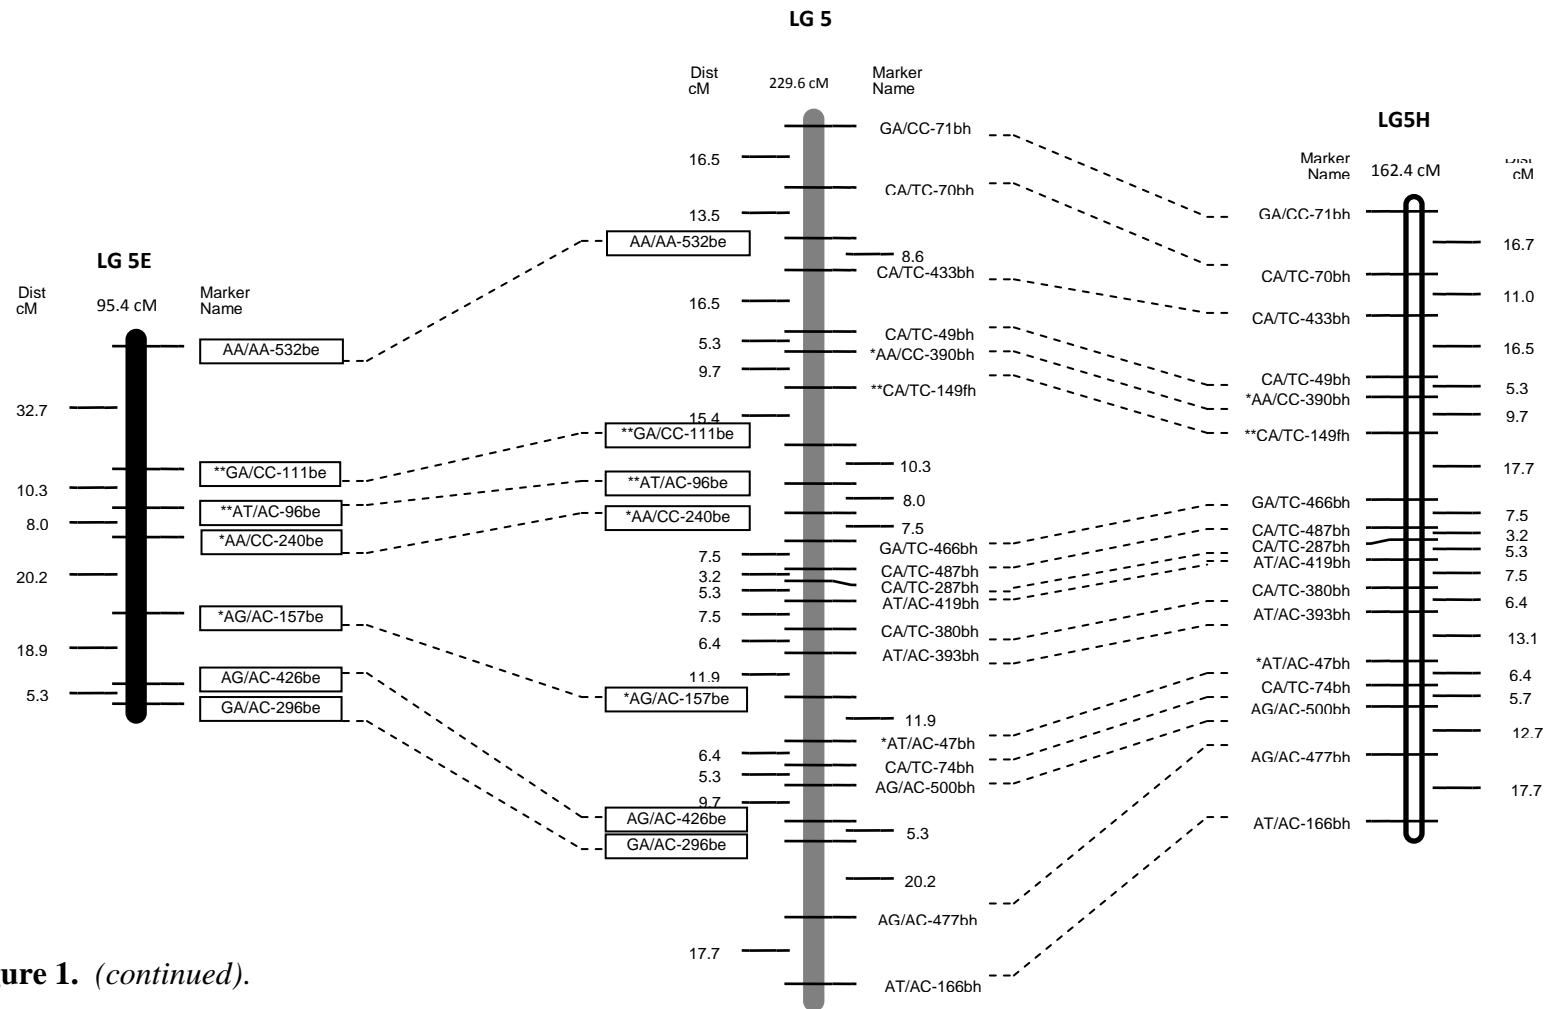 LG 5
Dist
cM
229.6 cM
Marker
Name
GA/CC-71bh
16.5
CA/TC-70bh
13.5
AA/AA-532be
8.6
CA/TC-433bh
16.5
CA/TC-49bh
5.3
*AA/CC-390bh
9.7
**CA/TC-149fh
15.4
**GA/CC-111be
10.3
**AT/AC-96be
8.0
*AA/CC-240be
7.5
GA/TC-466bh
7.5
CA/TC-487bh
3.2
CA/TC-287bh
5.3
AT/AC-419bh
7.5
CA/TC-380bh
6.4
AT/AC-393bh
11.9
*AG/AC-157be
11.9
*AT/AC-47bh
6.4
CA/TC-74bh
5.3
AG/AC-500bh
9.7
AG/AC-426be
5.3
GA/AC-296be
20.2
AG/AC-477bh
17.7
AT/AC-166bh
LG 5E
Dist
cM
95.4 cM
Marker
Name
AA/AA-532be
32.7
**GA/CC-111be
10.3
**AT/AC-96be
8.0
*AA/CC-240be
20.2
*AG/AC-157be
18.9
AG/AC-426be
5.3
GA/AC-296be
LG5H
Marker
Name
162.4 cM
Dist
cM
GA/CC-71bh
16.7
CA/TC-70bh
11.0
CA/TC-433bh
16.5
CA/TC-49bh
5.3
*AA/CC-390bh
9.7
**CA/TC-149fh
17.7
GA/TC-466bh
7.5
CA/TC-487bh
3.2
CA/TC-287bh
5.3
AT/AC-419bh
7.5
CA/TC-380bh
6.4
AT/AC-393bh
13.1
*AT/AC-47bh
6.4
CA/TC-74bh
5.7
AG/AC-500bh
12.7
AG/AC-477bh
17.7
AT/AC-166bh
ure 1. (continued).